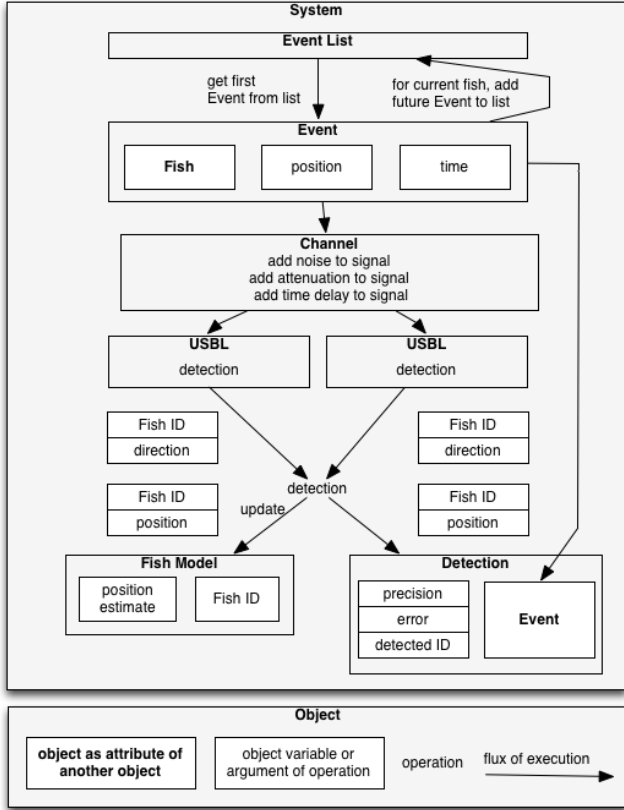 System
Event List
get first
Event from list
for current fish, add
future Event to list
Event
Fish
position
time
Channel
add noise to signal
add attenuation to signal
add time delay to signal
USBL
detection
USBL
detection
Fish ID
direction
Fish ID
direction
detection
Fish ID
position
Fish ID
position
update
Fish Model
position
estimate
Fish ID
Detection
precision
error
detected ID
Event
Object
object as attribute of
another object
object variable or
argument of operation
operation
flux of execution